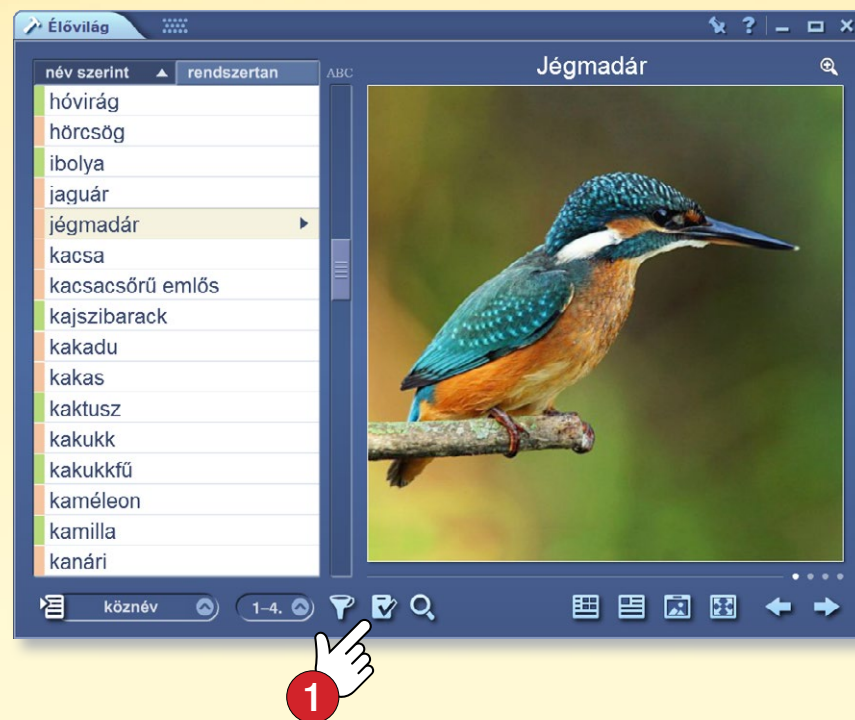 Élővilág
?
név szerint
rendszertan
ABC
Jégmadár
hóvirág
hörcsög
ibolya
jaguár
jégmadár
kacsa
kacsacsőrű emlős
kajszibarack
kakadu
kakas
kaktusz
kakukk
kakukkfű
kaméleon
kamilla
kanári
köznév
1–4.
1